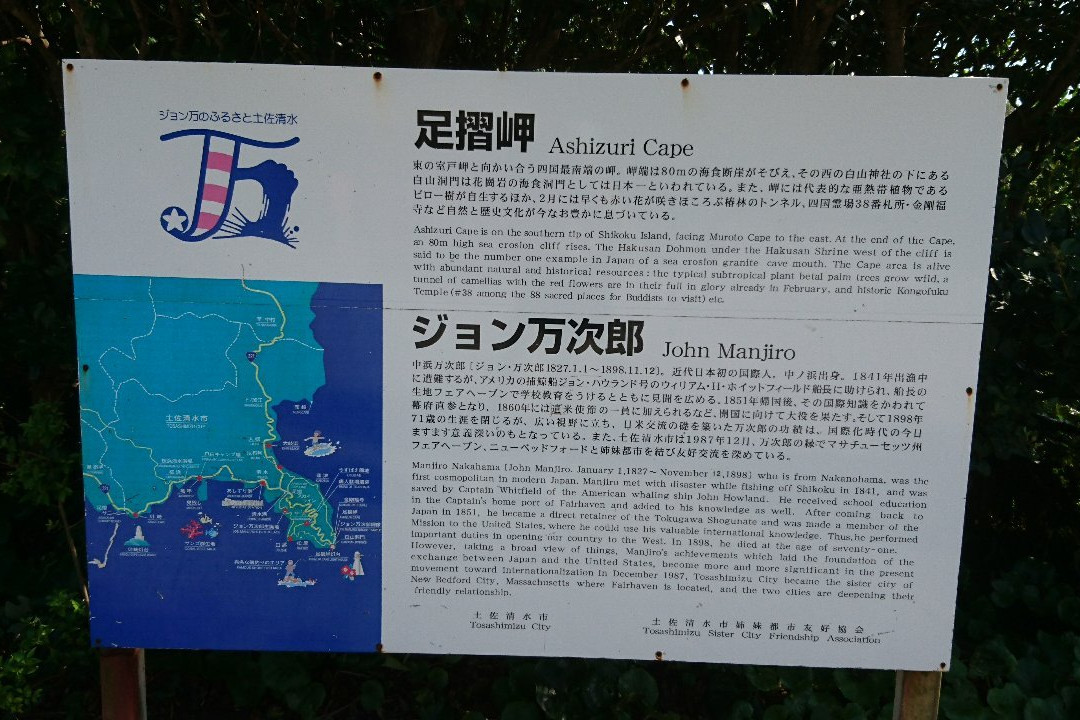 ジョン万のふるさと土佐清水
足摺岬 Ashizuri Cape
東の室戸岬と向かい合う四国最南端の岬。岬端は80mの海食断崖がそびえ、その西の白山神社の下にある
白山洞門は花崗岩の海食洞門としては日本一といわれている。また、岬には代表的な亜熱帯植物である
ビロー樹が自生するほか、2月には早くも赤い花が咲きほころぶ椿林のトンネル、四国霊場38番札所・金剛福
寺など自然と歴史文化が今なお豊かに息づいている。
Ashizuri Cape is on the southern tip of Shikoku Island, facing Muroto Cape to the east. At the end of the Cape,
an 80m high sea erosion cliff rises. The Hakusan Dohmon under the Hakusan Shrine west of the cliff is
said to be the number one example in Japan of a sea erosion granite cave mouth. The Cape area is alive
with abundant natural and historical resources : the typical subtropical plant betal palm trees grow wild, a
tunnel of camellias with the red flowers are in their full in glory already in February, and historic Kongofuku
Temple (#38 among the 88 sacred places for Buddists to visit) etc.
ジョン万次郎 John Manjiro
中浜万次郎〔ジョン・万次郎1827.1.1～1898.11.12〕。近代日本初の国際人。中ノ浜出身。1841年出漁中
に遭難するが、アメリカの捕鯨船ジョン・ハウランド号のウィリアム・H・ホイットフィールド船長に助けられ、船長の
生地フェアヘーブンで学校教育をうけるとともに見聞を広める。1851年帰国後、その国際知識をかわれて
幕府直参となり、1860年には遣米使節の一員に加えられるなど、開国に向けて大役を果たす。そして1898年
71歳の生涯を閉じるが、広い視野に立ち、日米交流の礎を築いた万次郎の功績は、国際化時代の今日
ますます意義深いものとなっている。また、土佐清水市は1987年12月、万次郎の縁でマサチューセッツ州
フェアヘーブン、ニューベッドフォードと姉妹都市を結び友好交流を深めている。
Manjiro Nakahama (John Manjiro. January 1,1827～ November 12,1898) who is from Nakanohama, was the
first cosmopolitan in modern Japan. Manjiro met with disaster while fishing off Shikoku in 1841, and was
saved by Captain Whitfield of the American whaling ship John Howland. He received school education
in the Captain's home port of Fairhaven and added to his knowledge as well. After coming back to
Japan in 1851, he became a direct retainer of the Tokugawa Shogunate and was made a member of the
Mission to the United States, where he could use his valuable international knowledge. Thus, he performed
important duties in opening our country to the West. In 1898, he died at the age of seventy-one.
However, taking a broad view of things, Manjiro's achievements which laid the foundation of the
exchange between Japan and the United States, become more and more significant in the present
movement toward internationalization in December 1987, Tosashimizu City became the sister city of
New Bedford City, Massachosetts where Fairhaven is located, and the two cities are deepening their
friendly relationship.
土佐清水市
Tosashimizu City
土佐清水市姉妹都市友好協会
Tosashimizu Sister City Friendship Association
土佐清水市
TOSASHIMIZU CITY
321
321